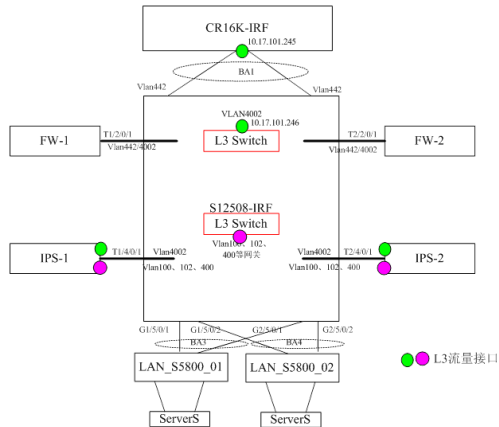 CR16K-IRF
10.17.101.245
BA1
Vlan442
Vlan442
VLAN4002
10.17.101.246
L3 Switch
FW-1
T1/2/0/1
Vlan442/4002
T2/2/0/1
Vlan442/4002
FW-2
S12508-IRF
L3 Switch
Vlan100、102、
400等网关
IPS-1
T1/4/0/1
Vlan4002
Vlan100、102、400
Vlan4002
T2/4/0/1
Vlan100、102、400
IPS-2
G1/5/0/1
G1/5/0/2
G2/5/0/1
G2/5/0/2
BA3
BA4
LAN_S5800_01
LAN_S5800_02
L3流量接口
ServerS
ServerS